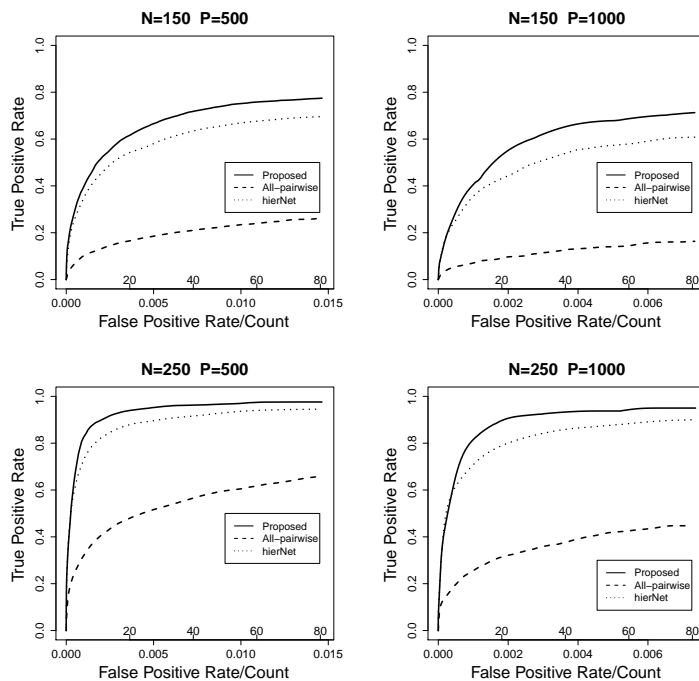 N=150 P=500
True Positive Rate
0.0 0.2 0.4 0.6 0.8 1.0
Proposed
All−pairwise
hierNet
20 40 60 80
0.000 0.005 0.010 0.015
False Positive Rate/Count
N=150 P=1000
True Positive Rate
0.0 0.2 0.4 0.6 0.8 1.0
Proposed
All−pairwise
hierNet
20 40 60 80
0.000 0.002 0.004 0.006
False Positive Rate/Count
N=250 P=500
True Positive Rate
0.0 0.2 0.4 0.6 0.8 1.0
Proposed
All−pairwise
hierNet
20 40 60 80
0.000 0.005 0.010 0.015
False Positive Rate/Count
N=250 P=1000
True Positive Rate
0.0 0.2 0.4 0.6 0.8 1.0
Proposed
All−pairwise
hierNet
20 40 60 80
0.000 0.002 0.004 0.006
False Positive Rate/Count